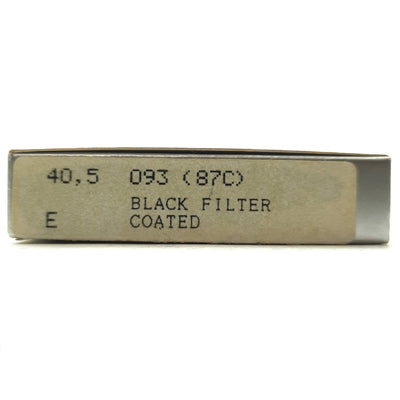 40,5 093 (87C)
BLACK FILTER
E COATED